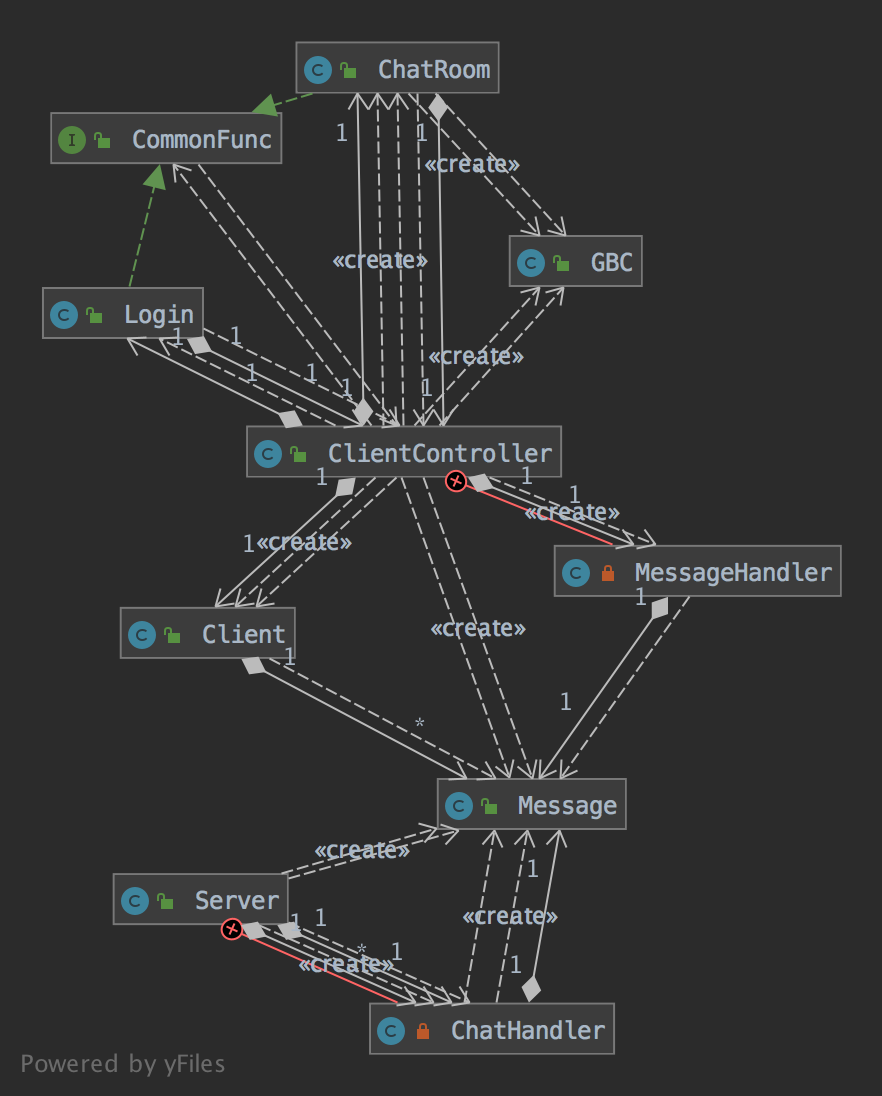 C ChatRoom
I CommonFunc
1
1
«create»
«create»
C GBC
C Login
1
1
«create»
1
1
1
1
C ClientController
1
1
1
«create»
1
«create»
C MessageHandler
1
C Client
«create»
1
1
*
C Message
«create»
1
C Server
«create»
1
1
*
1
«create»
1
C ChatHandler
Powered by yFiles